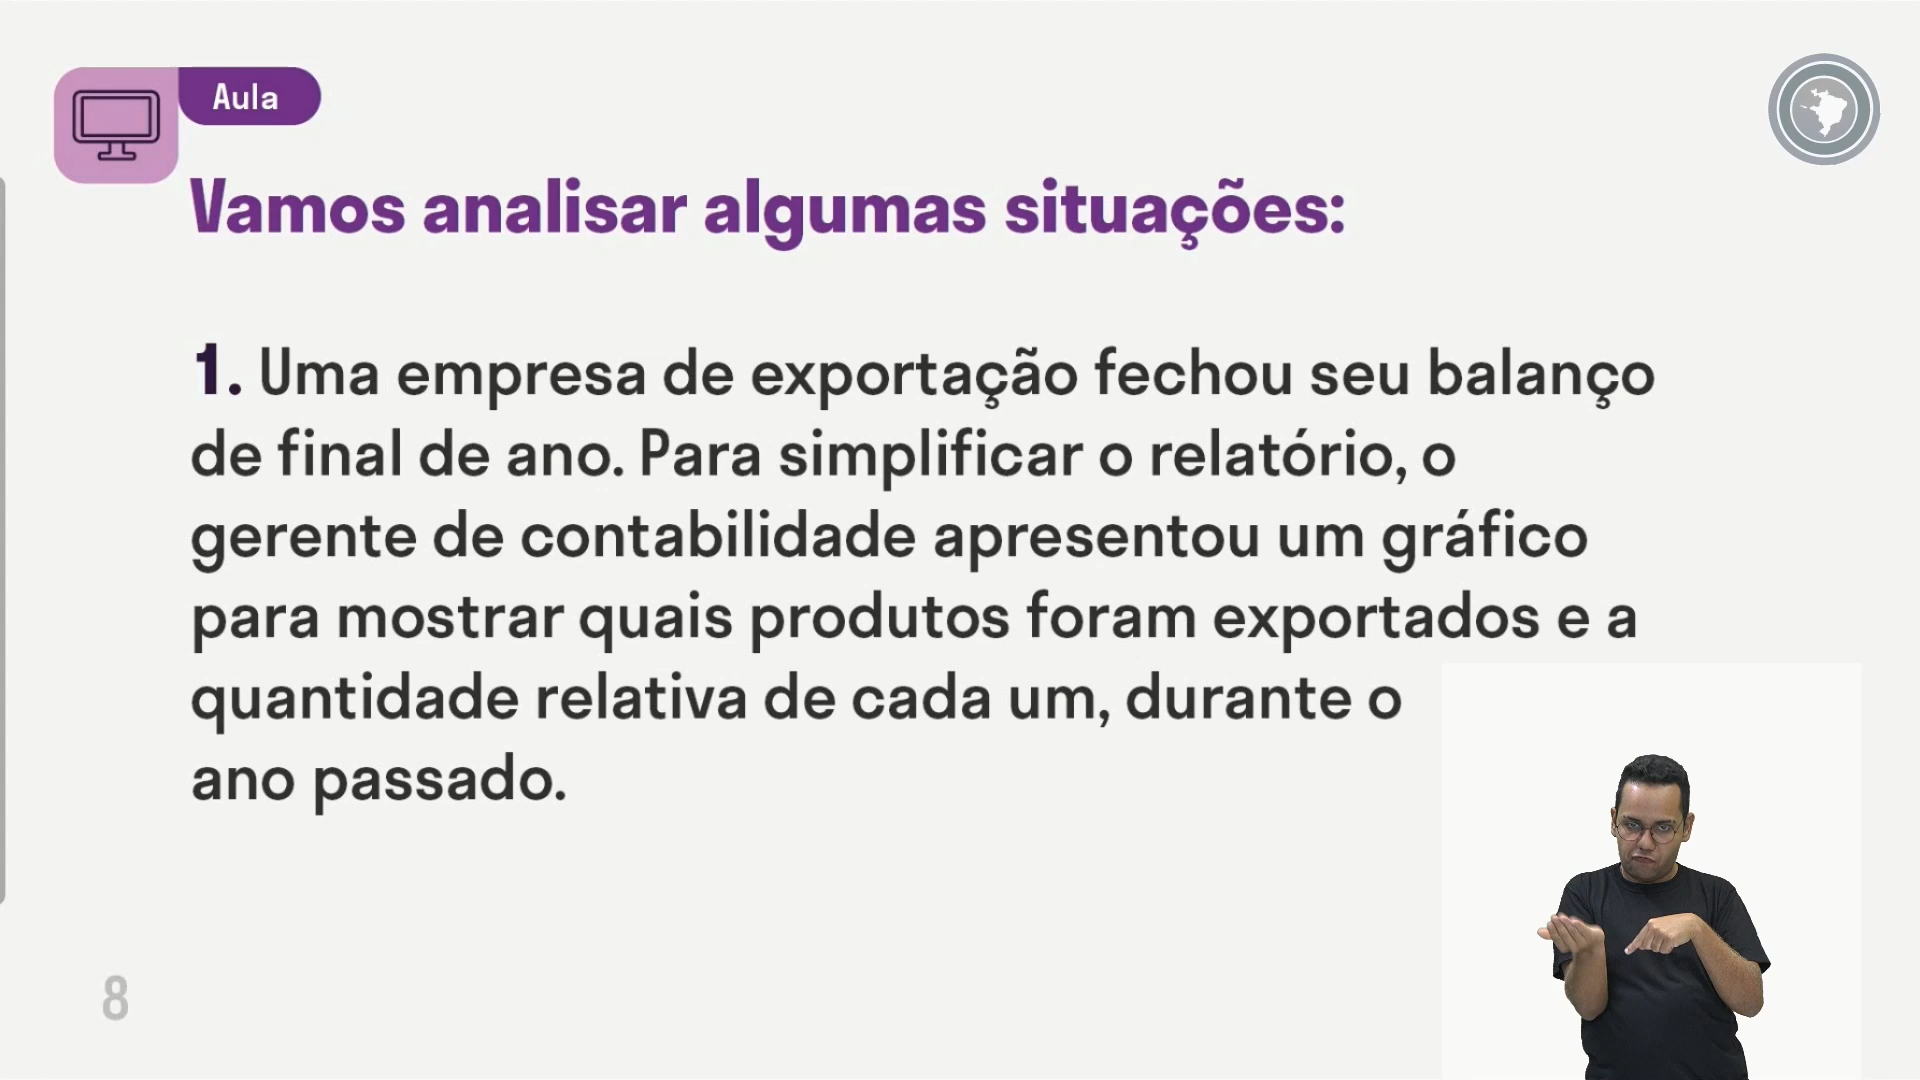 Aula
Vamos analisar algumas situações:
1. Uma empresa de exportação fechou seu balanço
de final de ano. Para simplificar o relatório, o
gerente de contabilidade apresentou um gráfico
para mostrar quais produtos foram exportados e a
quantidade relativa de cada um, durante o
ano passado.
8